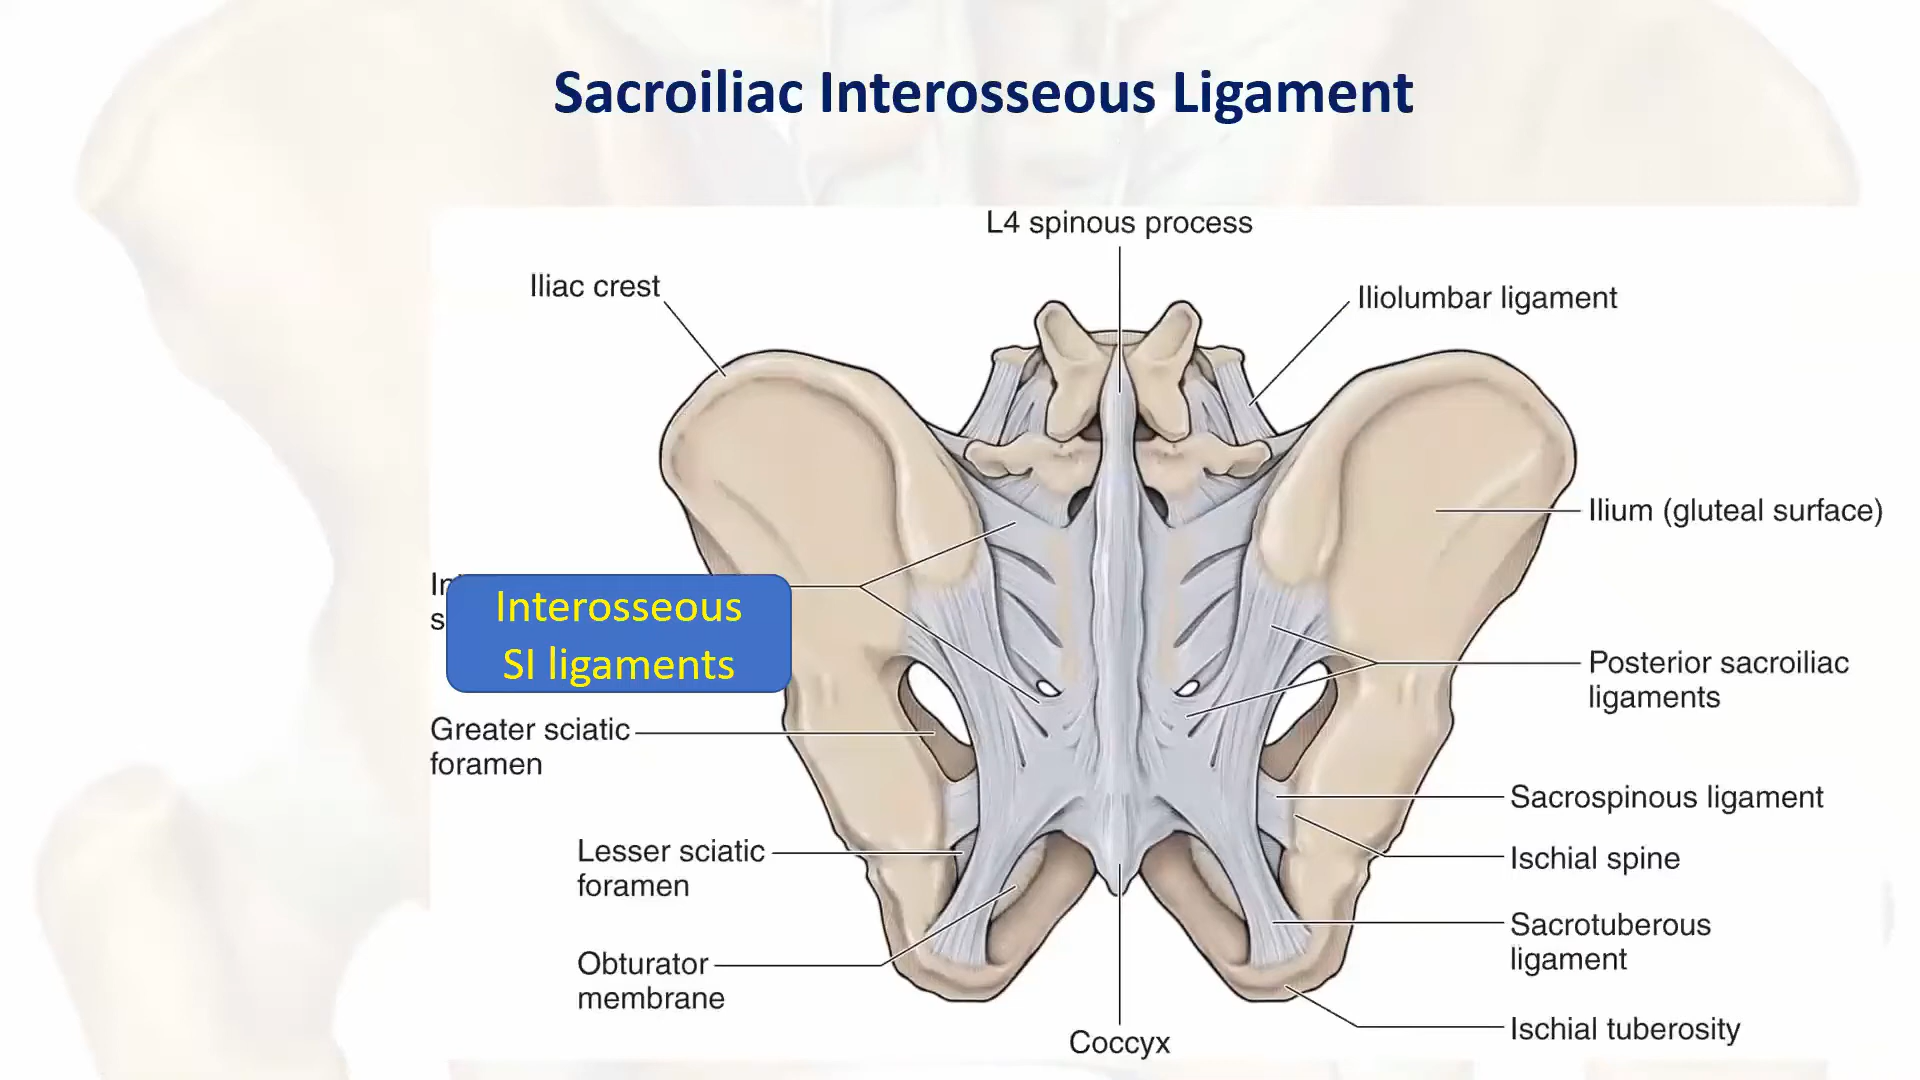 Sacroiliac Interosseous Ligament
L4 spinous process
Iliac crest
Iliolumbar ligament
Ilium (gluteal surface)
Interosseous
SI ligaments
Posterior sacroiliac
ligaments
Greater sciatic
foramen
Sacrospinous ligament
Lesser sciatic
foramen
Ischial spine
Sacrotuberous
ligament
Obturator
membrane
Ischial tuberosity
Coccyx